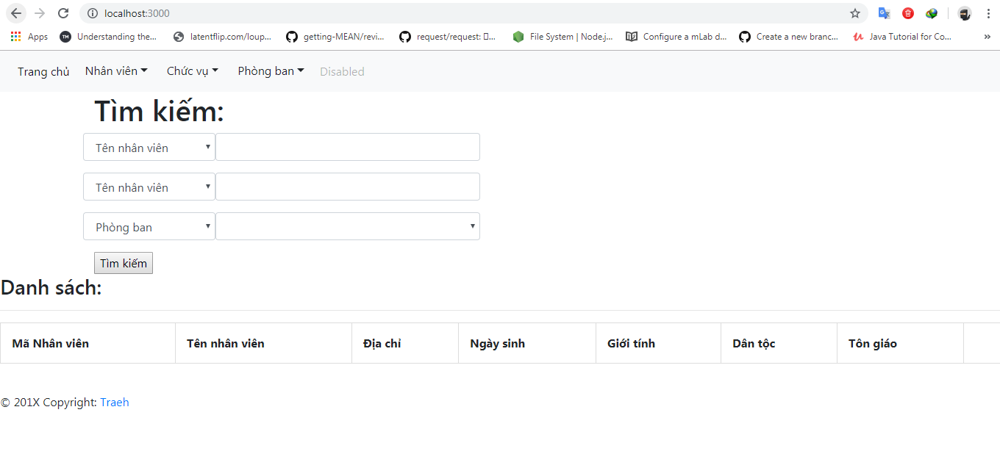 localhost:3000
Apps Understanding the... latentflip.com/loup... getting-MEAN/revi... request/request: ... File System | Node.j... Configure a mLab d... Create a new branc... Java Tutorial for Co... »
Trang chủ Nhân viên Chức vụ Phòng ban Disabled
Tìm kiếm:
Tên nhân viên
Tên nhân viên
Phòng ban
Tìm kiếm
Danh sách:
Mã Nhân viên Tên nhân viên Địa chỉ Ngày sinh Giới tính Dân tộc Tôn giáo
© 201X Copyright: Traeh